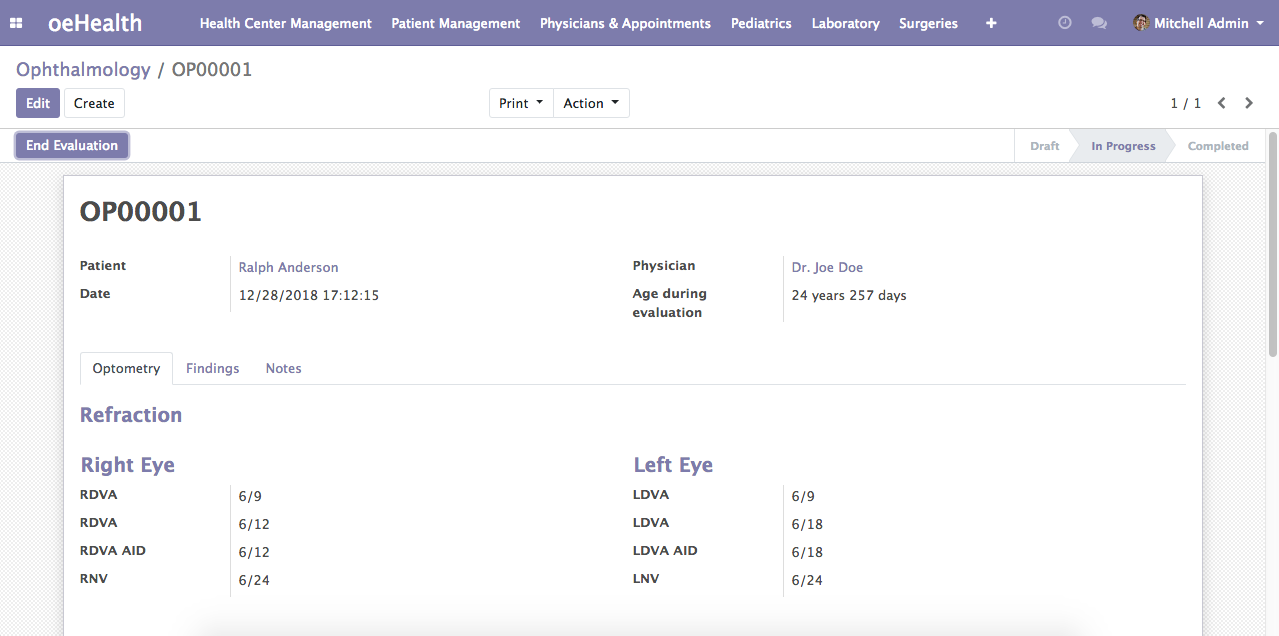 oeHealth Health Center Management Patient Management Physicians & Appointments Pediatrics Laboratory Surgeries + Mitchell Admin
Ophthalmology / OP00001
Edit Create Print Action 1 / 1
End Evaluation Draft In Progress Completed
OP00001
Patient Ralph Anderson Physician Dr. Joe Doe
Date 12/28/2018 17:12:15 Age during 24 years 257 days
evaluation
Optometry Findings Notes
Refraction
Right Eye Left Eye
RDVA 6/9 LDVA 6/9
RDVA 6/12 LDVA 6/18
RDVA AID 6/12 LDVA AID 6/18
RNV 6/24 LNV 6/24